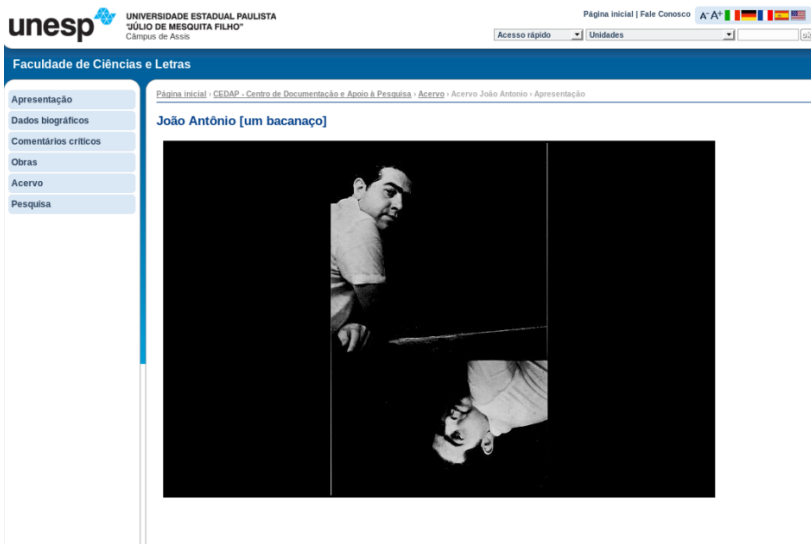 unesp
UNIVERSIDADE ESTADUAL PAULISTA
"JÚLIO DE MESQUITA FILHO"
Câmpus de Assis
Página inicial | Fale Conosco
A- A+
Acesso rápido
Unidades
ok
Faculdade de Ciências e Letras
Apresentação
Dados biográficos
Comentários críticos
Obras
Acervo
Pesquisa
Página inicial › CEDAP - Centro de Documentação e Apoio à Pesquisa › Acervo › Acervo João Antonio › Apresentação
João Antônio [um bacanaço]